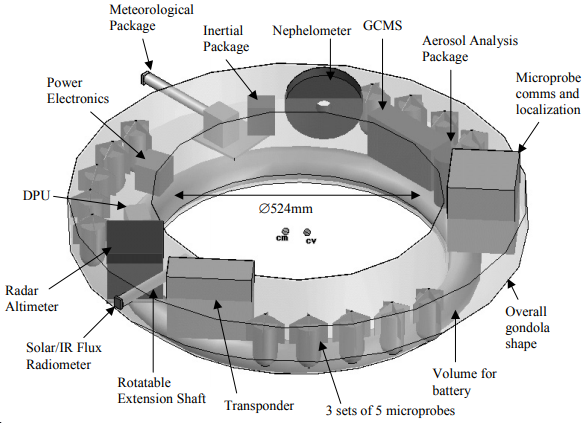 Meteorological
Package
Inertial
Package
Nephelometer
GCMS
Aerosol Analysis
Package
Microprobe
comms and
localization
Power
Electronics
DPU
Ø524mm
cm
cv
Radar
Altimeter
Solar/IR Flux
Radiometer
Rotatable
Extension Shaft
Transponder
3 sets of 5 microprobes
Volume for
battery
Overall
gondola
shape